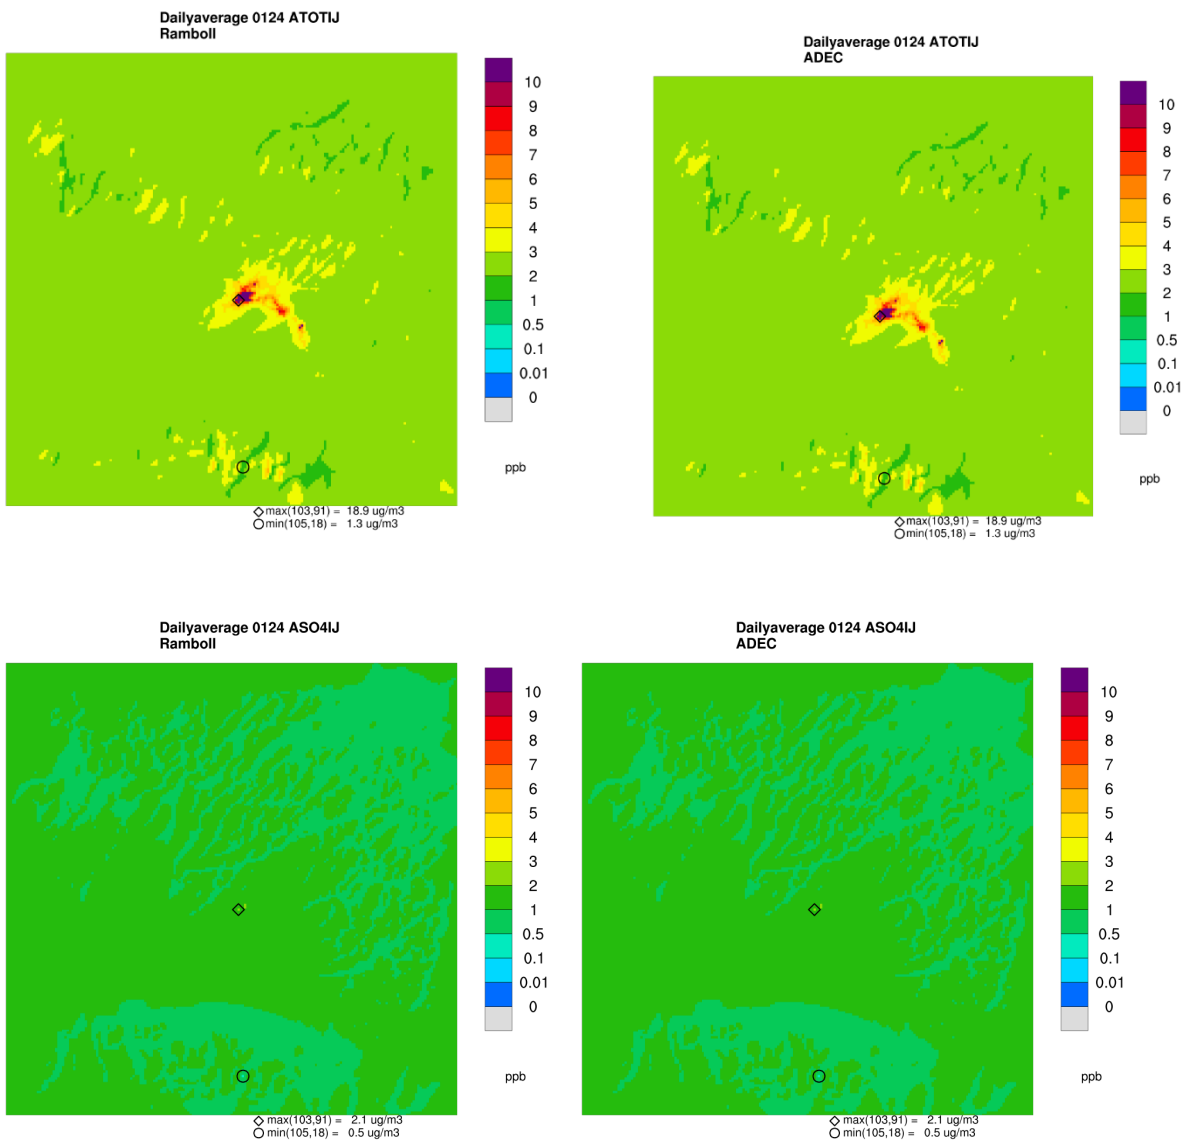 Dailyaverage 0124 ATOTIJ
Ramboll
10
9
8
7
6
5
4
3
2
1
0.5
0.1
0.01
0
ppb
max(103,91) = 18.9 ug/m3
min(105,18) = 1.3 ug/m3
Dailyaverage 0124 ATOTIJ
ADEC
10
9
8
7
6
5
4
3
2
1
0.5
0.1
0.01
0
ppb
max(103,91) = 18.9 ug/m3
min(105,18) = 1.3 ug/m3
Dailyaverage 0124 ASO4IJ
Ramboll
10
9
8
7
6
5
4
3
2
1
0.5
0.1
0.01
0
ppb
max(103,91) = 2.1 ug/m3
min(105,18) = 0.5 ug/m3
Dailyaverage 0124 ASO4IJ
ADEC
10
9
8
7
6
5
4
3
2
1
0.5
0.1
0.01
0
ppb
max(103,91) = 2.1 ug/m3
min(105,18) = 0.5 ug/m3